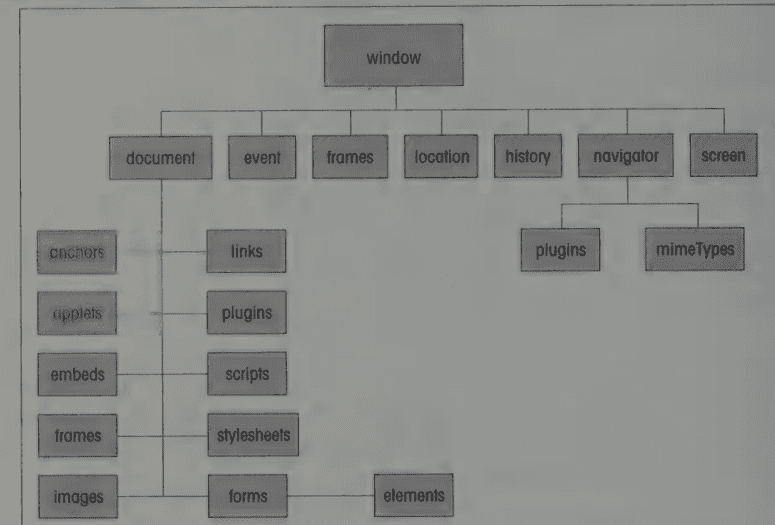 window
document event frames location history navigator screen
plugins mimeTypes
anchors links
applets plugins
embeds scripts
frames stylesheets
images forms elements